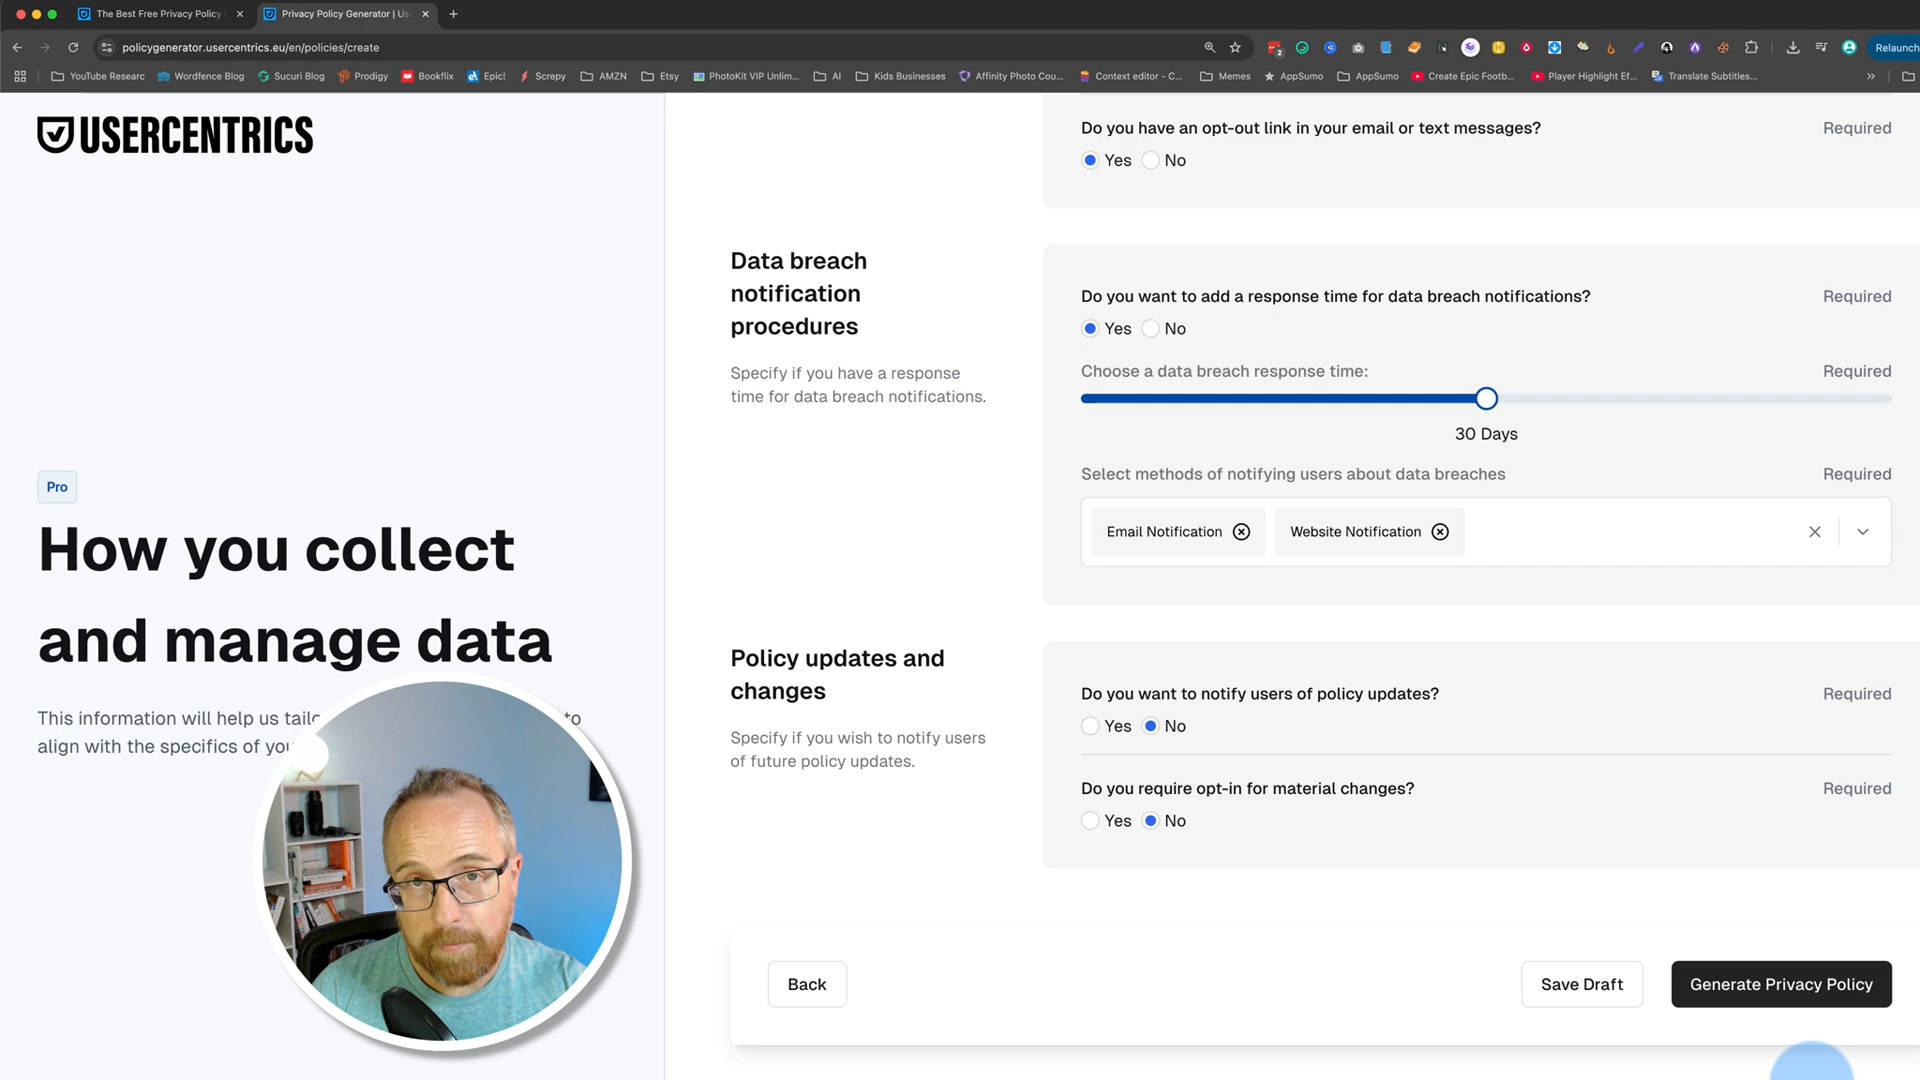 The Best Free Privacy Policy
Privacy Policy Generator | Us
policygenerator.usercentrics.eu/en/policies/create
Relaunch
YouTube Researc
Wordfence Blog
Sucuri Blog
Prodigy
Bookflix
Epic!
Screpy
AMZN
Etsy
PhotoKit VIP Unlim...
AI
Kids Businesses
Affinity Photo Cou...
Context editor - C...
Memes
AppSumo
AppSumo
Create Epic Footb...
Player Highlight Ef...
Translate Subtitles...
USERCENTRICS
Pro
How you collect
and manage data
This information will help us tailo
to
align with the specifics of you
Do you have an opt-out link in your email or text messages?
Required
Yes
No
Data breach
notification
procedures
Specify if you have a response
time for data breach notifications.
Do you want to add a response time for data breach notifications?
Required
Yes
No
Choose a data breach response time:
Required
30 Days
Select methods of notifying users about data breaches
Required
Email Notification
Website Notification
Policy updates and
changes
Specify if you wish to notify users
of future policy updates.
Do you want to notify users of policy updates?
Required
Yes
No
Do you require opt-in for material changes?
Required
Yes
No
Back
Save Draft
Generate Privacy Policy